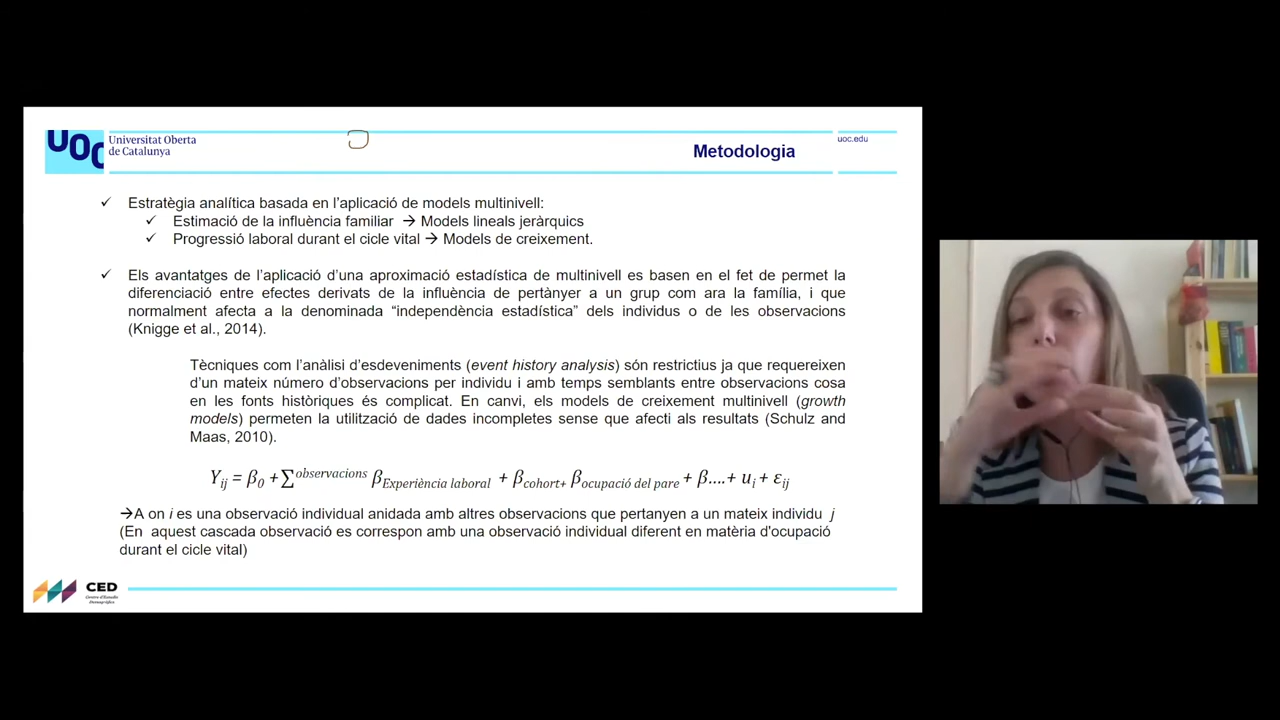 UOC
Universitat Oberta
de Catalunya
Metodologia
uoc.edu
Estratègia analítica basada en l’aplicació de models multinivell:
Estimació de la influència familiar → Models lineals jeràrquics
Progressió laboral durant el cicle vital → Models de creixement.
Els avantatges de l’aplicació d’una aproximació estadística de multinivell es basen en el fet de permet la
diferenciació entre efectes derivats de la influència de pertànyer a un grup com ara la família, i que
normalment afecta a la denominada “independència estadística” dels individus o de les observacions
(Knigge et al., 2014).
Tècniques com l’anàlisi d’esdeveniments (event history analysis) són restrictius ja que requereixen
d’un mateix número d’observacions per individu i amb temps semblants entre observacions cosa
en les fonts històriques és complicat. En canvi, els models de creixement multinivell (growth
models) permeten la utilització de dades incompletes sense que afecti als resultats (Schulz and
Maas, 2010).
Yij = β0 +∑observacions βExperiència laboral + βcohort+ βocupació del pare + β….+ ui + εij
→A on i es una observació individual anidada amb altres observacions que pertanyen a un mateix individu j
(En aquest cascada observació es correspon amb una observació individual diferent en matèria d'ocupació
durant el cicle vital)
CED